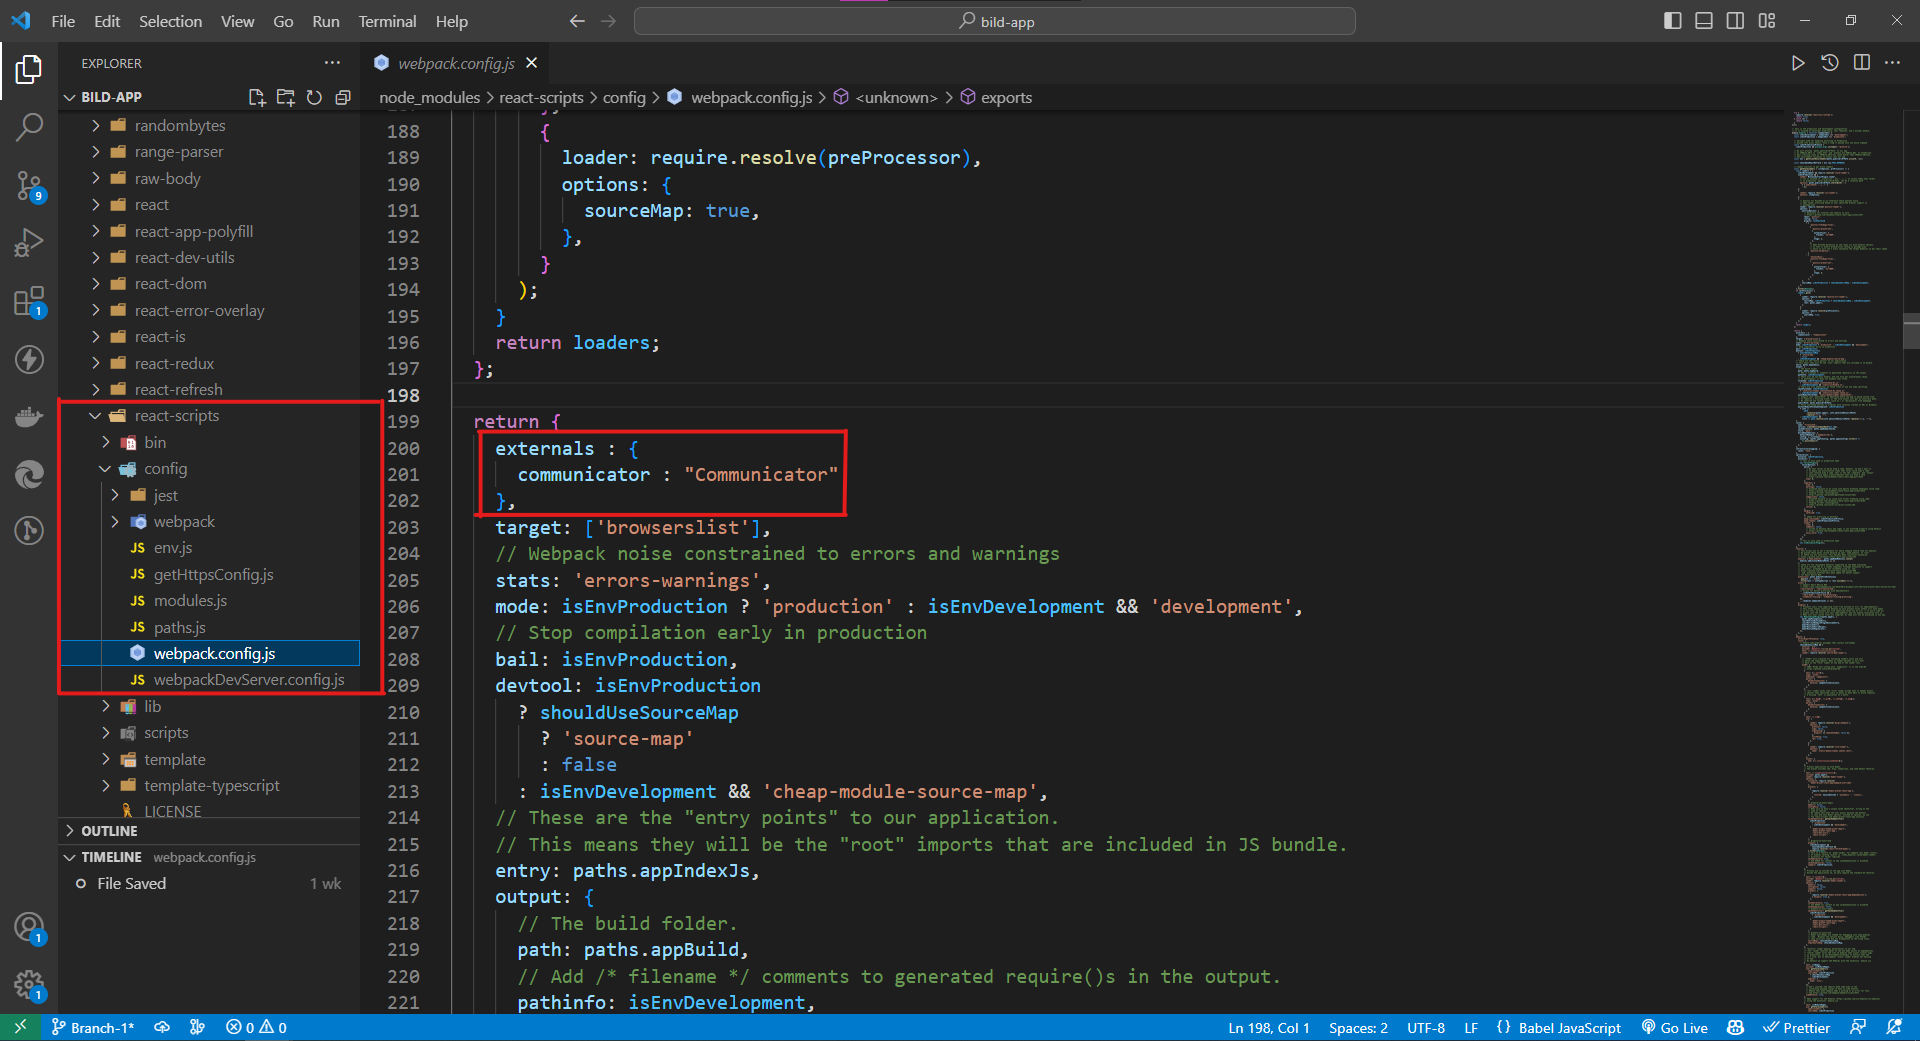 File Edit Selection View Go Run Terminal Help
bild-app
EXPLORER
webpack.config.js
BILD-APP
node_modules > react-scripts > config > webpack.config.js > <unknown> > exports
randombytes
range-parser
raw-body
react
react-app-polyfill
react-dev-utils
react-dom
react-error-overlay
react-is
react-redux
react-refresh
react-scripts
bin
config
jest
webpack
JS env.js
JS getHttpsConfig.js
JS modules.js
JS paths.js
webpack.config.js
JS webpackDevServer.config.js
lib
scripts
template
template-typescript
LICENSE
OUTLINE
TIMELINE webpack.config.js
File Saved 1 wk
9
1
1
1
188 {
189 loader: require.resolve(preProcessor),
190 options: {
191 sourceMap: true,
192 },
193 }
194 );
195 }
196 return loaders;
197 };
198
199 return {
200 externals : {
201 communicator : "Communicator"
202 },
203 target: ['browserslist'],
204 // Webpack noise constrained to errors and warnings
205 stats: 'errors-warnings',
206 mode: isEnvProduction ? 'production' : isEnvDevelopment && 'development',
207 // Stop compilation early in production
208 bail: isEnvProduction,
209 devtool: isEnvProduction
210 ? shouldUseSourceMap
211 ? 'source-map'
212 : false
213 : isEnvDevelopment && 'cheap-module-source-map',
214 // These are the "entry points" to our application.
215 // This means they will be the "root" imports that are included in JS bundle.
216 entry: paths.appIndexJs,
217 output: {
218 // The build folder.
219 path: paths.appBuild,
220 // Add /* filename */ comments to generated require()s in the output.
221 pathinfo: isEnvDevelopment,
Branch-1* 0 0 Ln 198, Col 1 Spaces: 2 UTF-8 LF {} Babel JavaScript Go Live Prettier